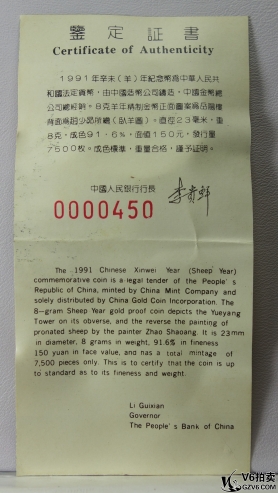 鑒定証書
Certificate of Authenticity
1991年辛未(羊)年紀念幣為中華人民共
和國法定貨幣，由中國造幣公司鑄造，中國金幣總
公司總經銷。8克羊年精制金幣正面圖案為岳陽樓
背面為趙少昂所繪《臥羊圖》。直徑23毫米，重
8克，成色91·6%，面值150元，發行量
7500枚。成色標準，重量合格，謹予証明。
中國人民銀行行長 李貴鮮
0000450
The 1991 Chinese Xinwei Year (Sheep Year)
commemorative coin is a legal tender of the People's
Republic of China, minted by China Mint Company and
solely distributed by China Gold Coin Incorporation. The
8—gram Sheep Year gold proof coin depicts the Yueyang
Tower on its obverse, and the reverse the painting of
pronated sheep by the painter Zhao Shaoang. It is 23mm
in diameter, 8 grams in weight, 91.6% in fineness
150 yuan in face value, and has a total mintage of
7,500 pieces only. This is to certify that the coin is up
to standard as to its fineness and weight.
Li Guixian
Governor
The People's Bank of China
V6拍卖
GZV6.COM